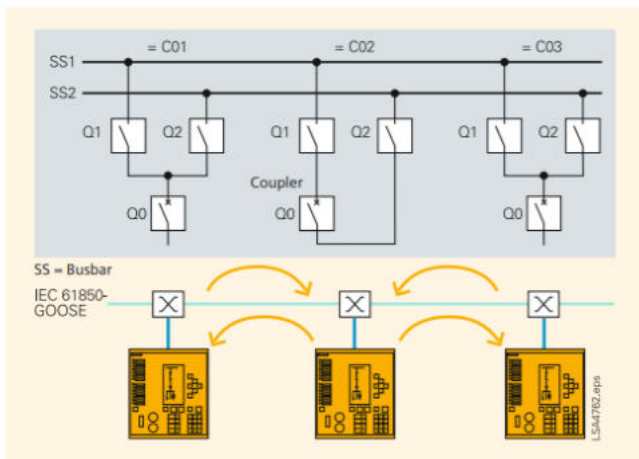 = C01 = C02 = C03
SS1
SS2
Q1 Q2 Q1 Q2 Q1 Q2
Coupler
Q0 Q0 Q0
SS = Busbar
IEC 61850-
GOOSE
LSA4762.eps